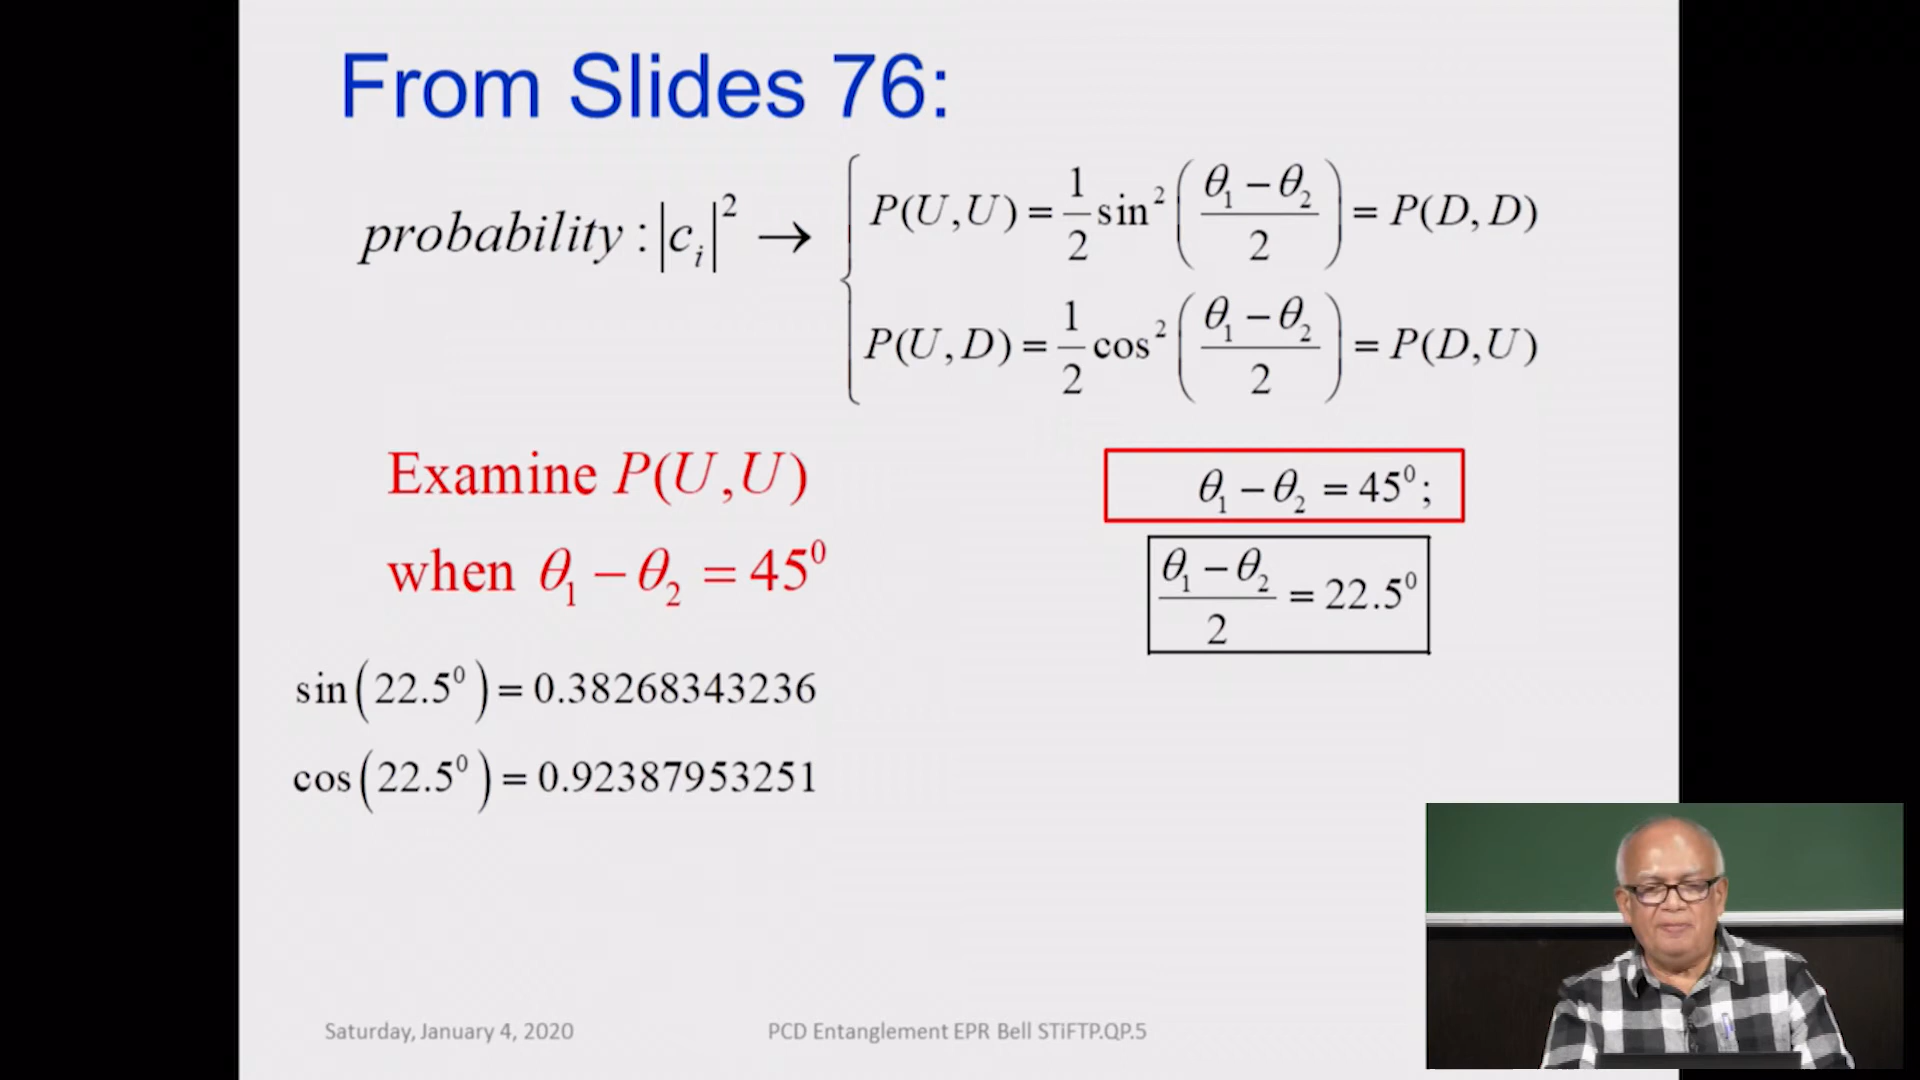 From Slides 76:
probability : |c_i|^2 → { P(U,U) = 1/2 sin^2((θ_1 − θ_2)/2) = P(D,D)
P(U,D) = 1/2 cos^2((θ_1 − θ_2)/2) = P(D,U)
Examine P(U,U)
when θ_1 − θ_2 = 45^0
θ_1 − θ_2 = 45^0;
(θ_1 − θ_2)/2 = 22.5^0
sin(22.5^0) = 0.38268343236
cos(22.5^0) = 0.92387953251
Saturday, January 4, 2020
PCD Entanglement EPR Bell STiFTP.QP.5